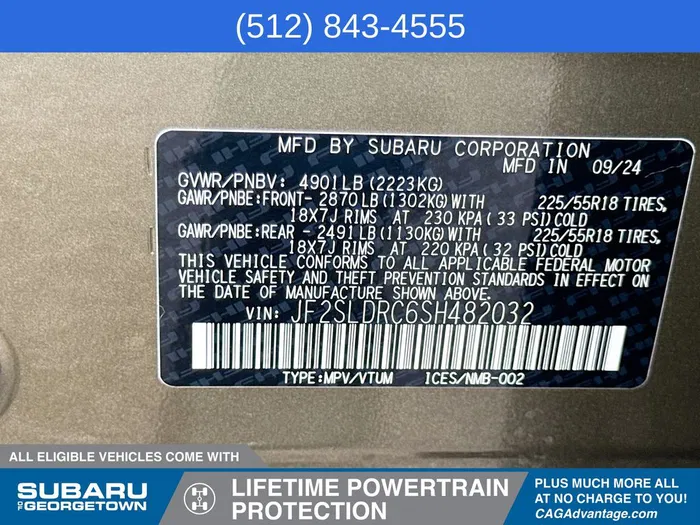 (512) 843-4555
MFD BY SUBARU CORPORATION
MFD IN 09/24
GVWR/PNBV: 4901LB(2223KG)
GAWR/PNBE:FRONT- 2870LB(1302KG)WITH 225/55R18 TIRES,
18X7J RIMS AT 230 KPA(33 PSI)COLD
GAWR/PNBE:REAR - 2491LB(1130KG)WITH 225/55R18 TIRES,
18X7J RIMS AT 220 KPA(32 PSI)COLD
THIS VEHICLE CONFORMS TO ALL APPLICABLE FEDERAL MOTOR
VEHICLE SAFETY AND THEFT PREVENTION STANDARDS IN EFFECT ON
THE DATE OF MANUFACTURE SHOWN ABOVE.
VIN: JF2SLDRC6SH482032
TYPE:MPV/VTUM ICES/NMB-002
ALL ELIGIBLE VEHICLES COME WITH
SUBARU
OF GEORGETOWN
LIFETIME POWERTRAIN
PROTECTION
PLUS MUCH MORE ALL
AT NO CHARGE TO YOU!
CAGAdvantage.com*